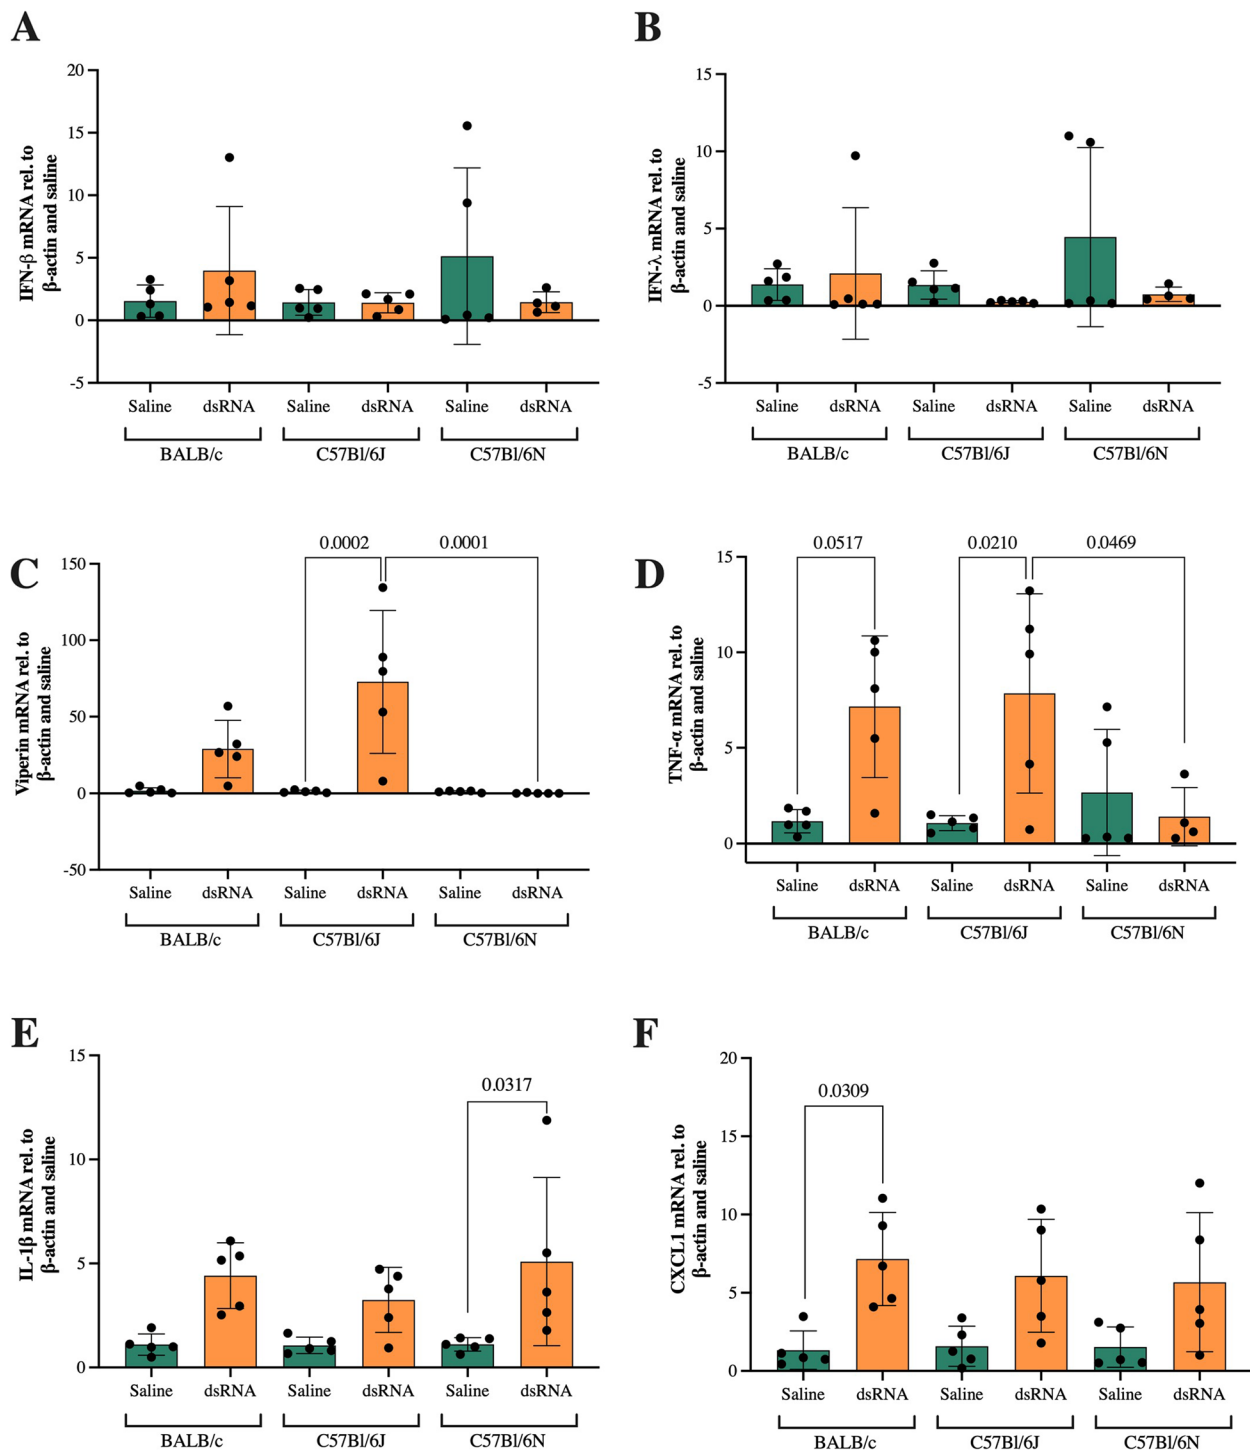 A
IFN-β mRNA rel. to
β-actin and saline
20
15
10
5
0
-5
Saline dsRNA Saline dsRNA Saline dsRNA
BALB/c C57Bl/6J C57Bl/6N
B
IFN-λ mRNA rel. to
β-actin and saline
15
10
5
0
-5
Saline dsRNA Saline dsRNA Saline dsRNA
BALB/c C57Bl/6J C57Bl/6N
C
Viperin mRNA rel. to
β-actin and saline
0.0002 0.0001
150
100
50
0
-50
Saline dsRNA Saline dsRNA Saline dsRNA
BALB/c C57Bl/6J C57Bl/6N
D
TNF-α mRNA rel. to
β-actin and saline
0.0517 0.0210 0.0469
15
10
5
0
Saline dsRNA Saline dsRNA Saline dsRNA
BALB/c C57Bl/6J C57Bl/6N
E
IL-1β mRNA rel. to
β-actin and saline
15
0.0317
10
5
0
Saline dsRNA Saline dsRNA Saline dsRNA
BALB/c C57Bl/6J C57Bl/6N
F
CXCL1 mRNA rel. to
β-actin and saline
20
0.0309
15
10
5
0
Saline dsRNA Saline dsRNA Saline dsRNA
BALB/c C57Bl/6J C57Bl/6N